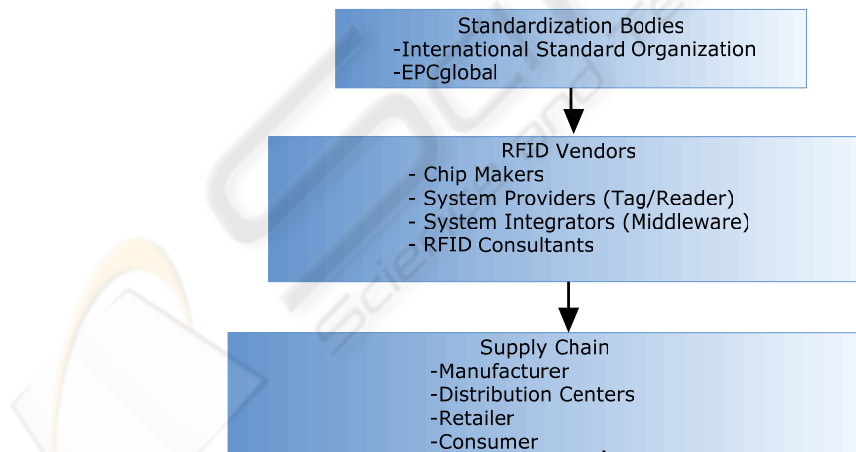 Standardization Bodies
-International Standard Organization
-EPCglobal
RFID Vendors
- Chip Makers
- System Providers (Tag/Reader)
- System Integrators (Middleware)
- RFID Consultants
Supply Chain
-Manufacturer
-Distribution Centers
-Retailer
-Consumer